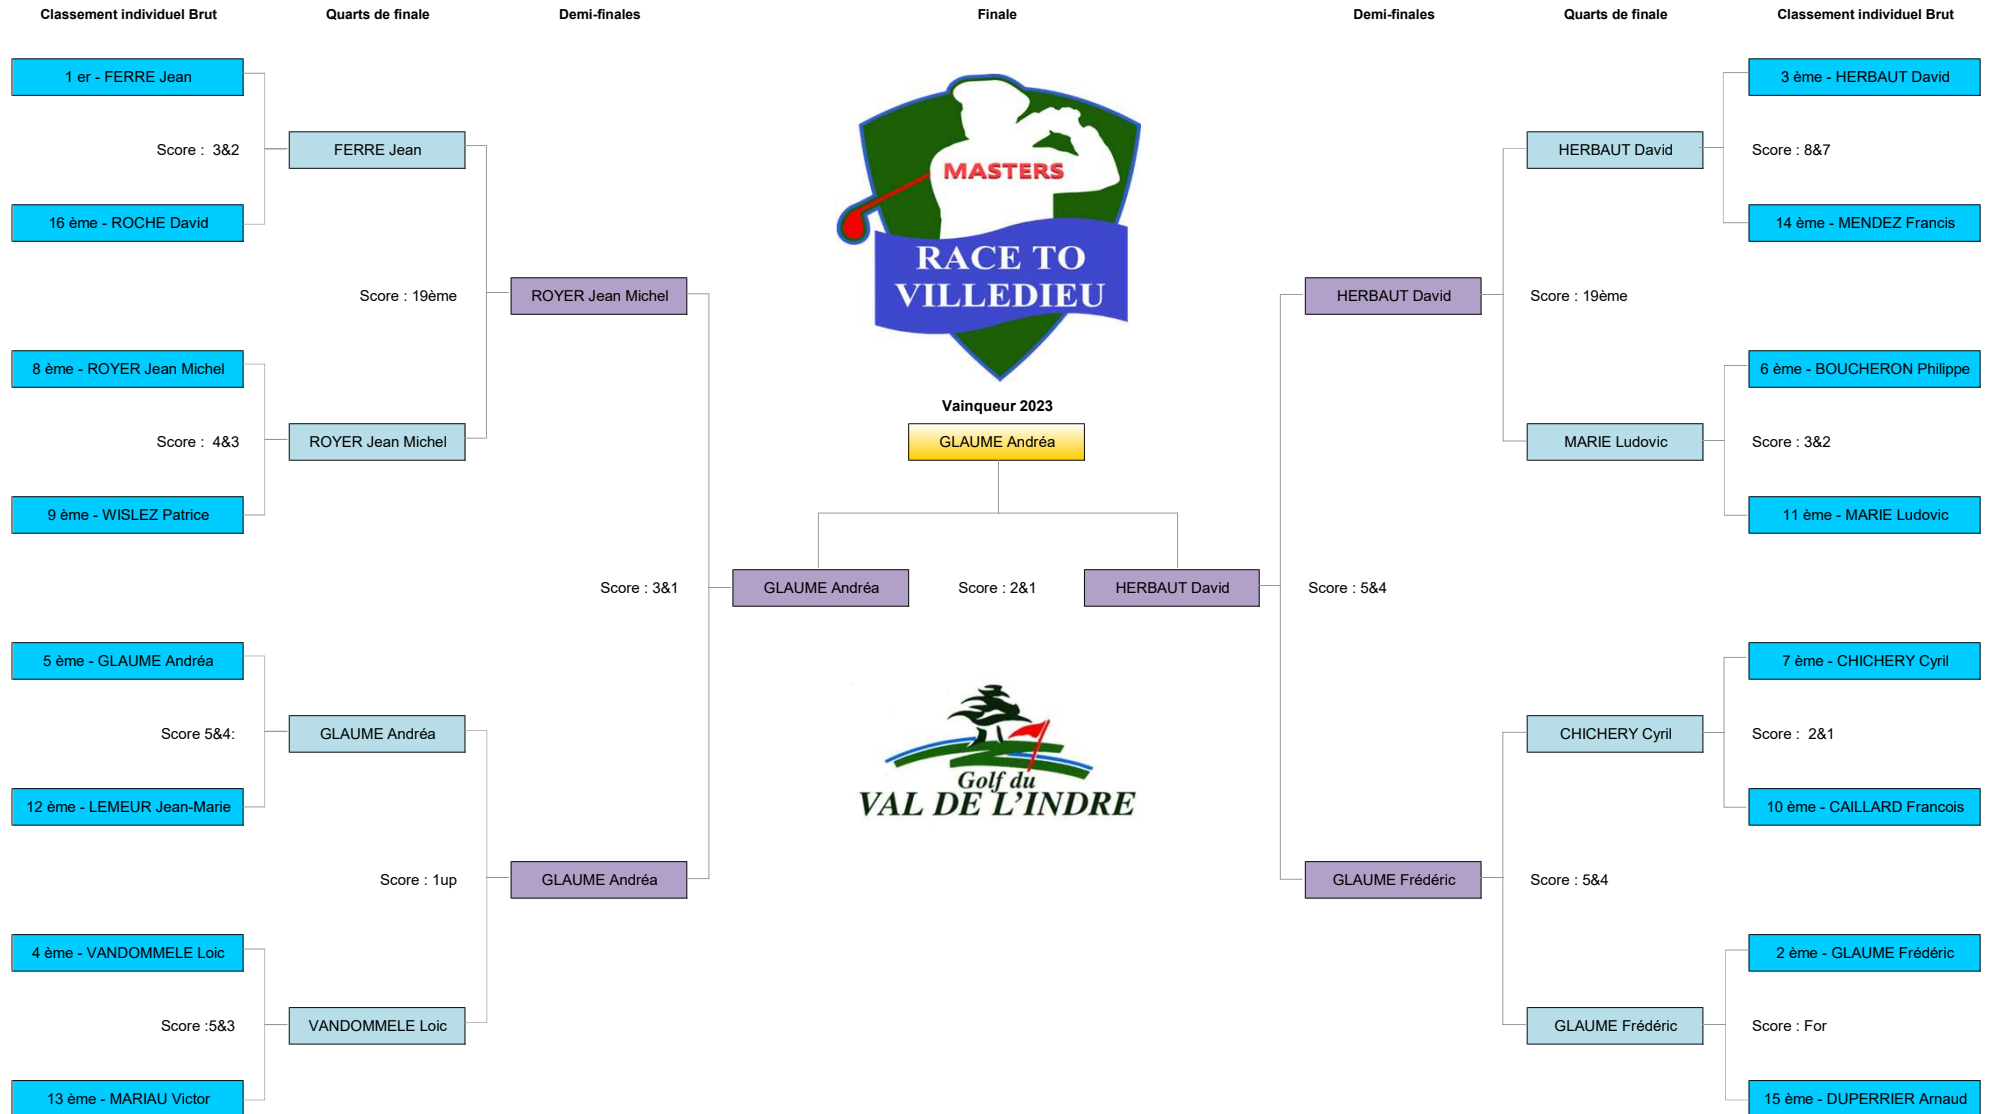 Classement individuel Brut
Quarts de finale
Demi-finales
Finale
Demi-finales
Quarts de finale
Classement individuel Brut
1 er - FERRE Jean
3 ème - HERBAUT David
Score : 3&2
FERRE Jean
HERBAUT David
Score : 8&7
MASTERS
16 ème - ROCHE David
14 ème - MENDEZ Francis
RACE TO
VILLEDIEU
Score : 19ème
ROYER Jean Michel
HERBAUT David
Score : 19ème
8 ème - ROYER Jean Michel
6 ème - BOUCHERON Philippe
Vainqueur 2023
Score : 4&3
ROYER Jean Michel
GLAUME Andréa
MARIE Ludovic
Score : 3&2
9 ème - WISLEZ Patrice
11 ème - MARIE Ludovic
Score : 3&1
GLAUME Andréa
Score : 2&1
HERBAUT David
Score : 5&4
5 ème - GLAUME Andréa
7 ème - CHICHERY Cyril
Score 5&4:
GLAUME Andréa
CHICHERY Cyril
Score : 2&1
Golf du
VAL DE L'INDRE
12 ème - LEMEUR Jean-Marie
10 ème - CAILLARD Francois
Score : 1up
GLAUME Andréa
GLAUME Frédéric
Score : 5&4
4 ème - VANDOMMELE Loic
2 ème - GLAUME Frédéric
Score :5&3
VANDOMMELE Loic
GLAUME Frédéric
Score : For
13 ème - MARIAU Victor
15 ème - DUPERRIER Arnaud